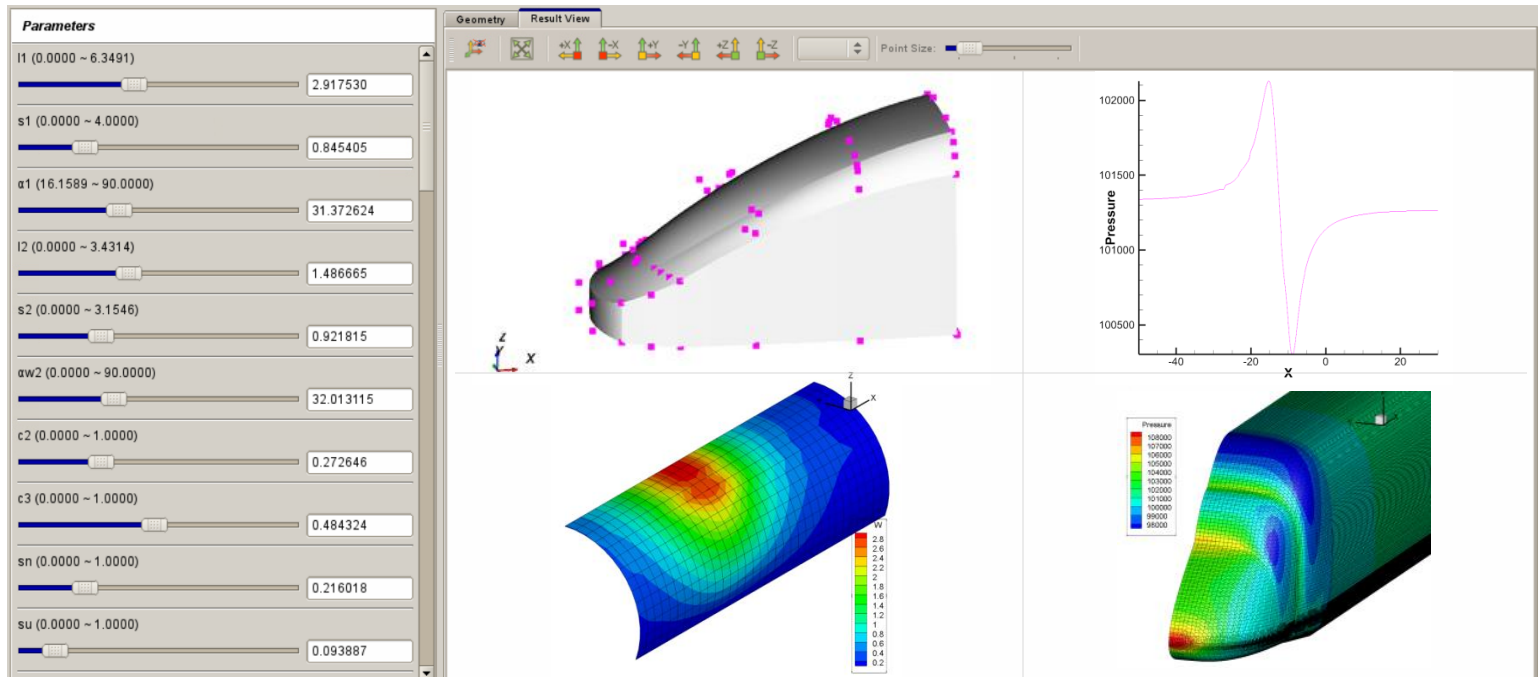 Parameters
l1 (0.0000 ~ 6.3491)
2.917530
s1 (0.0000 ~ 4.0000)
0.845405
α1 (16.1589 ~ 90.0000)
31.372624
l2 (0.0000 ~ 3.4314)
1.486665
s2 (0.0000 ~ 3.1546)
0.921815
αw2 (0.0000 ~ 90.0000)
32.013115
c2 (0.0000 ~ 1.0000)
0.272646
c3 (0.0000 ~ 1.0000)
0.484324
sn (0.0000 ~ 1.0000)
0.216018
su (0.0000 ~ 1.0000)
0.093887
Geometry Result View
+X -X +Y -Y +Z -Z Point Size:
Z
Y
X
102000
101500
101000
100500
Pressure
-40 -20 0 20
X
Z
X
W
2.8
2.6
2.4
2.2
2
1.8
1.6
1.4
1.2
1
0.8
0.6
0.4
0.2
Pressure
108000
107000
106000
105000
104000
103000
102000
101000
100000
99000
98000